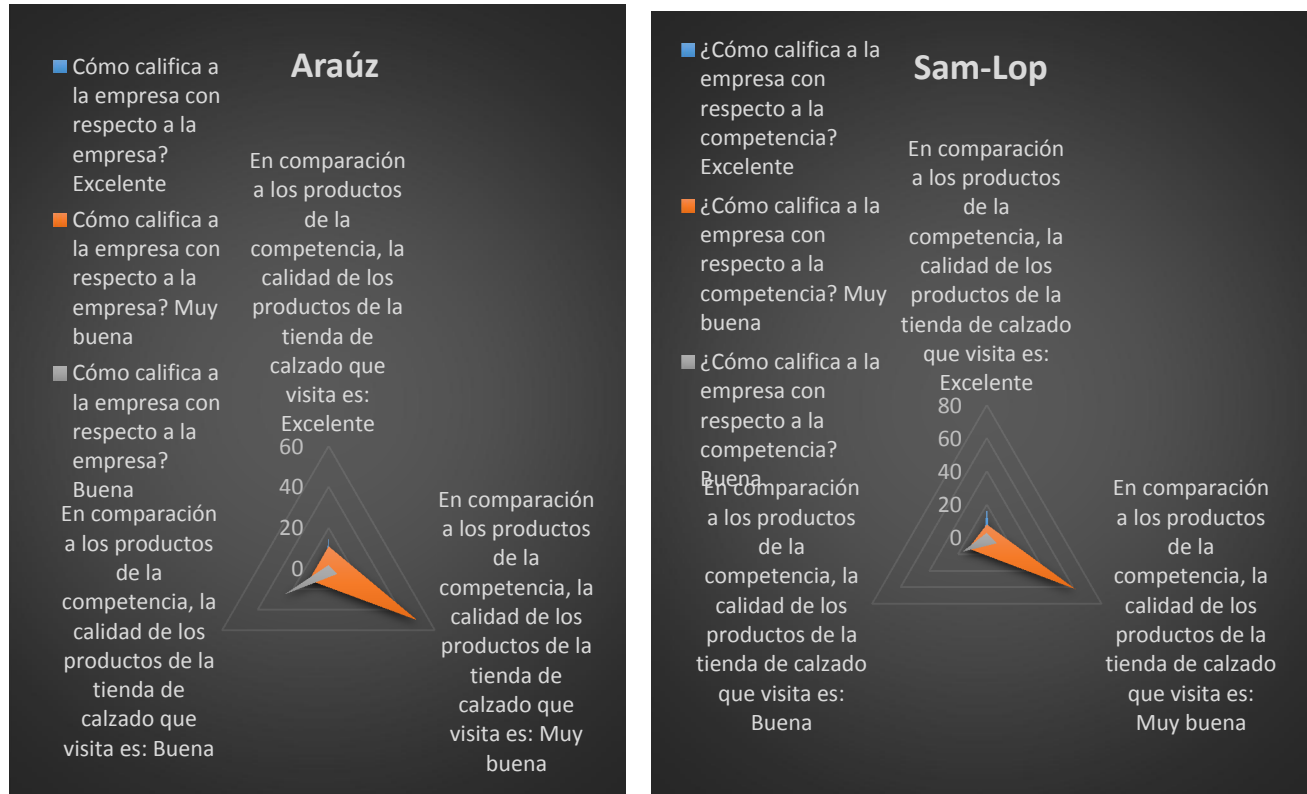 Araúz
Cómo califica a
la empresa con
respecto a la
empresa?
Excelente
Cómo califica a
la empresa con
respecto a la
empresa? Muy
buena
Cómo califica a
la empresa con
respecto a la
empresa?
Buena
En comparación
a los productos
de la
competencia, la
calidad de los
productos de la
tienda de
calzado que
visita es:
Excelente
60
40
20
0
En comparación
a los productos
de la
competencia, la
calidad de los
productos de la
tienda de
calzado que
visita es: Muy
buena
En comparación
a los productos
de la
competencia, la
calidad de los
productos de la
tienda de
calzado que
visita es: Buena
Sam-Lop
¿Cómo califica a la
empresa con
respecto a la
competencia?
Excelente
¿Cómo califica a la
empresa con
respecto a la
competencia? Muy
buena
¿Cómo califica a la
empresa con
respecto a la
competencia?
Buena
En comparación
a los productos
de la
competencia, la
calidad de los
productos de la
tienda de calzado
que visita es:
Excelente
80
60
40
20
0
En comparación
a los productos
de la
competencia, la
calidad de los
productos de la
tienda de calzado
que visita es:
Muy buena
En comparación
a los productos
de la
competencia, la
calidad de los
productos de la
tienda de calzado
que visita es:
Buena